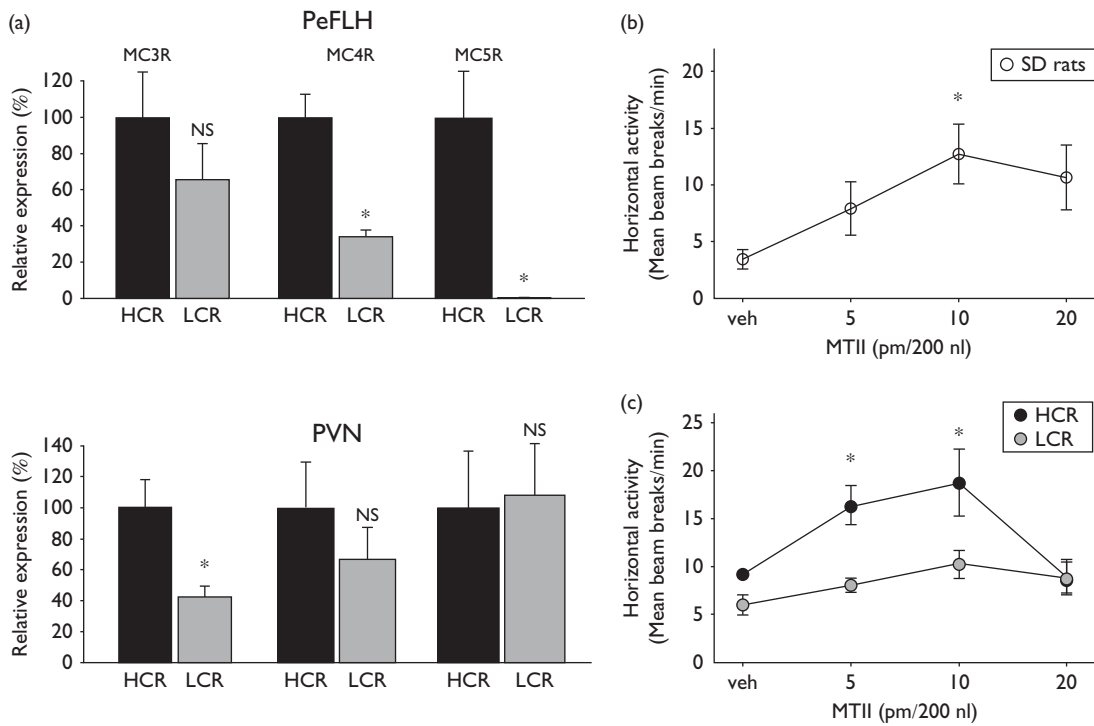 (a)
PeFLH
MC3R MC4R MC5R
Relative expression (%)
120
100
80
60
40
20
0
NS
*
*
HCR LCR HCR LCR HCR LCR
PVN
Relative expression (%)
140
120
100
80
60
40
20
0
*
NS
NS
HCR LCR HCR LCR HCR LCR
(b)
SD rats
Horizontal activity
(Mean beam breaks/min)
20
15
10
5
0
*
veh 5 10 20
MTII (pm/200 nl)
(c)
HCR
LCR
Horizontal activity
(Mean beam breaks/min)
25
20
15
10
5
0
*
*
veh 5 10 20
MTII (pm/200 nl)